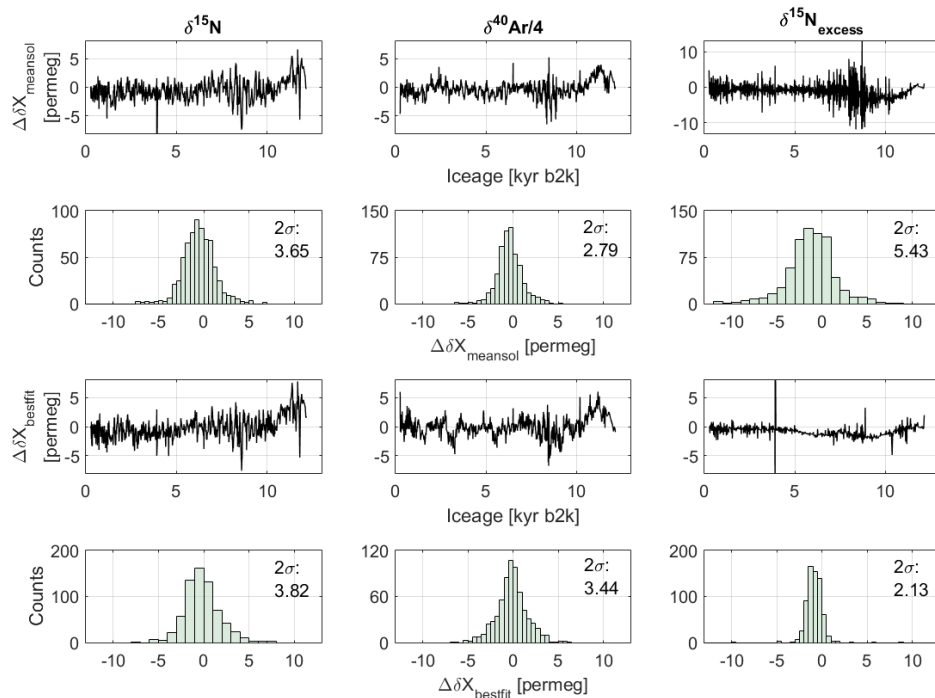 δ¹⁵N
δ⁴⁰Ar/4
δ¹⁵N_excess
ΔδX_meansol
[permeg]
5
0
-5
0 5 10
5
0
-5
0 5 10
Iceage [kyr b2k]
10
0
-10
0 5 10
Counts
100
50
0
-10 -5 0 5 10
2σ:
3.65
150
75
0
-10 -5 0 5 10
ΔδX_meansol [permeg]
2σ:
2.79
150
75
0
-10 -5 0 5 10
2σ:
5.43
ΔδX_bestfit
[permeg]
5
0
-5
0 5 10
5
0
-5
0 5 10
Iceage [kyr b2k]
5
0
-5
0 5 10
Counts
200
100
0
-10 -5 0 5 10
2σ:
3.82
120
60
0
-10 -5 0 5 10
ΔδX_bestfit [permeg]
2σ:
3.44
200
100
0
-10 -5 0 5 10
2σ:
2.13